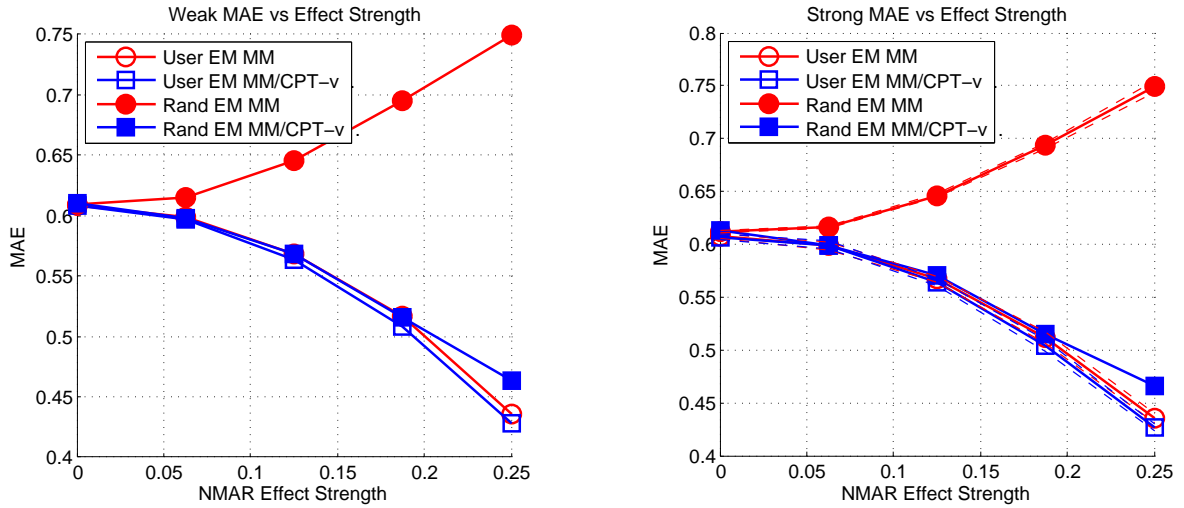 Weak MAE vs Effect Strength
0.75
0.7
0.65
0.6
0.55
0.5
0.45
0.4
MAE
User EM MM
User EM MM/CPT−v
Rand EM MM
Rand EM MM/CPT−v
0
0.05
0.1
0.15
0.2
0.25
NMAR Effect Strength
Strong MAE vs Effect Strength
0.8
0.75
0.7
0.65
0.6
0.55
0.5
0.45
0.4
MAE
User EM MM
User EM MM/CPT−v
Rand EM MM
Rand EM MM/CPT−v
0
0.05
0.1
0.15
0.2
0.25
NMAR Effect Strength